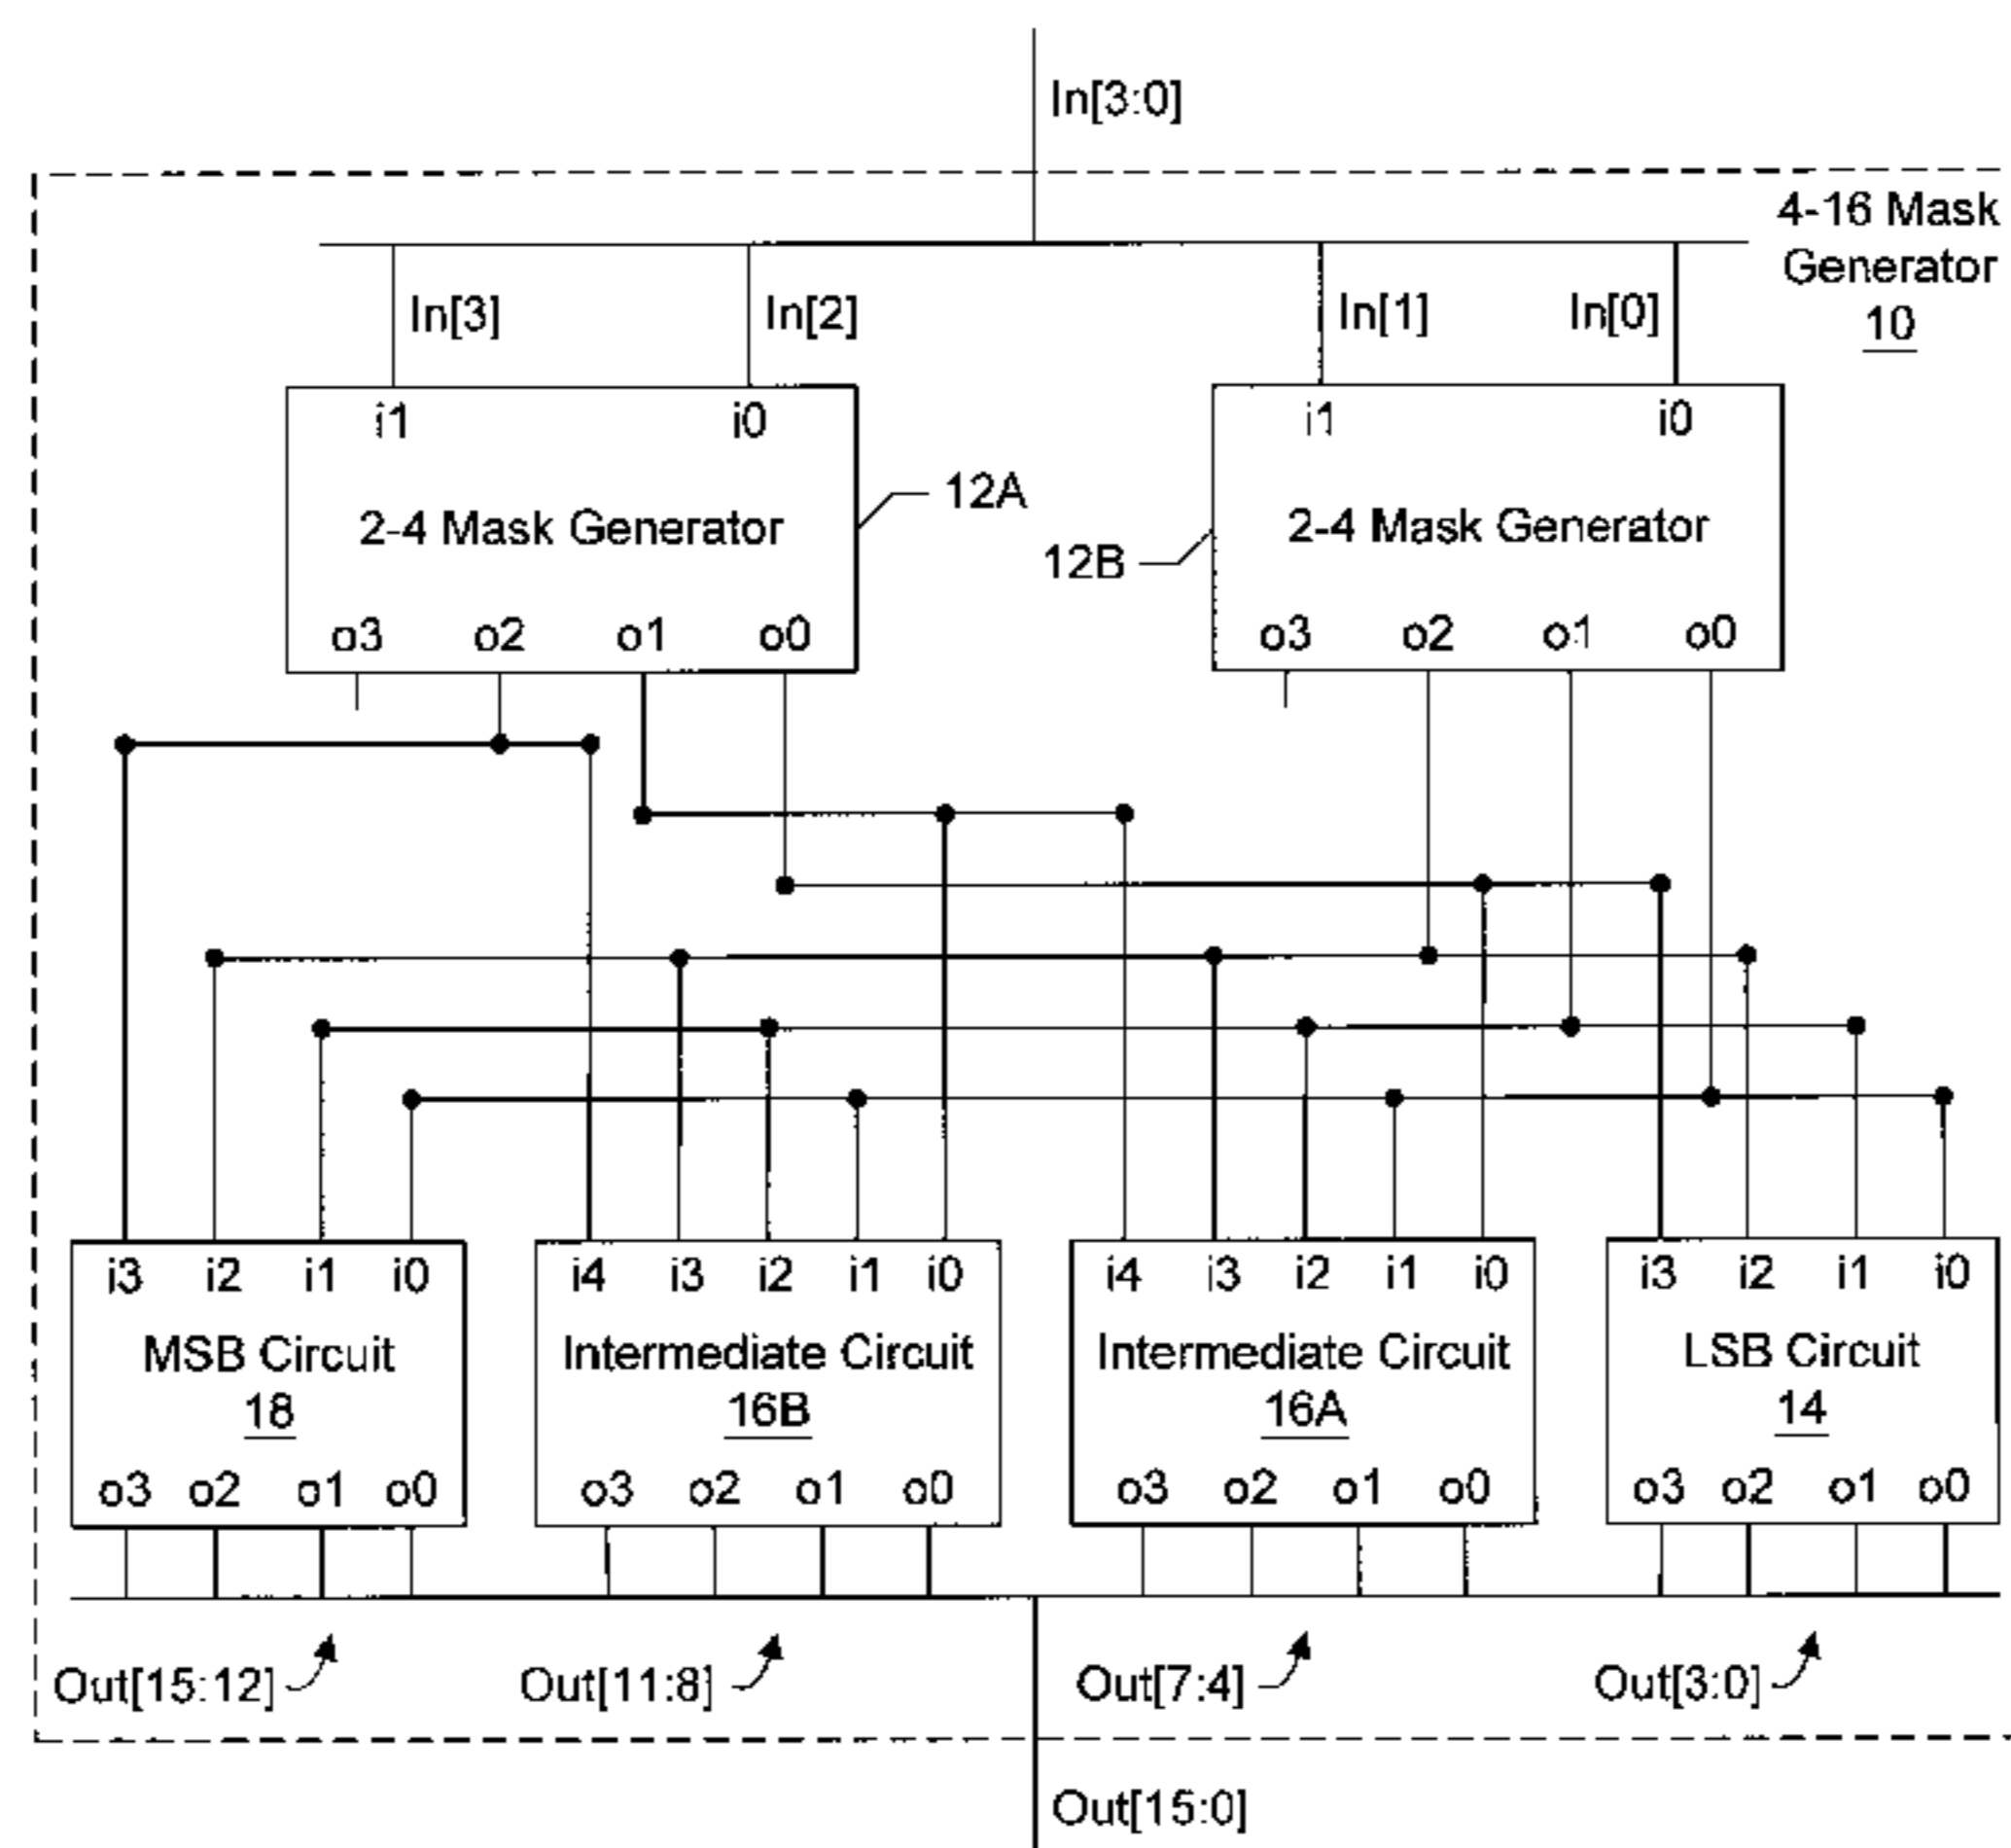 In[3:0]
4-16 Mask
Generator
10
In[3]
In[2]
In[1]
In[0]
i1 i0
2-4 Mask Generator
o3 o2 o1 o0
12A
12B
i1 i0
2-4 Mask Generator
o3 o2 o1 o0
i3 i2 i1 i0
MSB Circuit
18
o3 o2 o1 o0
i4 i3 i2 i1 i0
Intermediate Circuit
16B
o3 o2 o1 o0
i4 i3 i2 i1 i0
Intermediate Circuit
16A
o3 o2 o1 o0
i3 i2 i1 i0
LSB Circuit
14
o3 o2 o1 o0
Out[15:12]
Out[11:8]
Out[7:4]
Out[3:0]
Out[15:0]